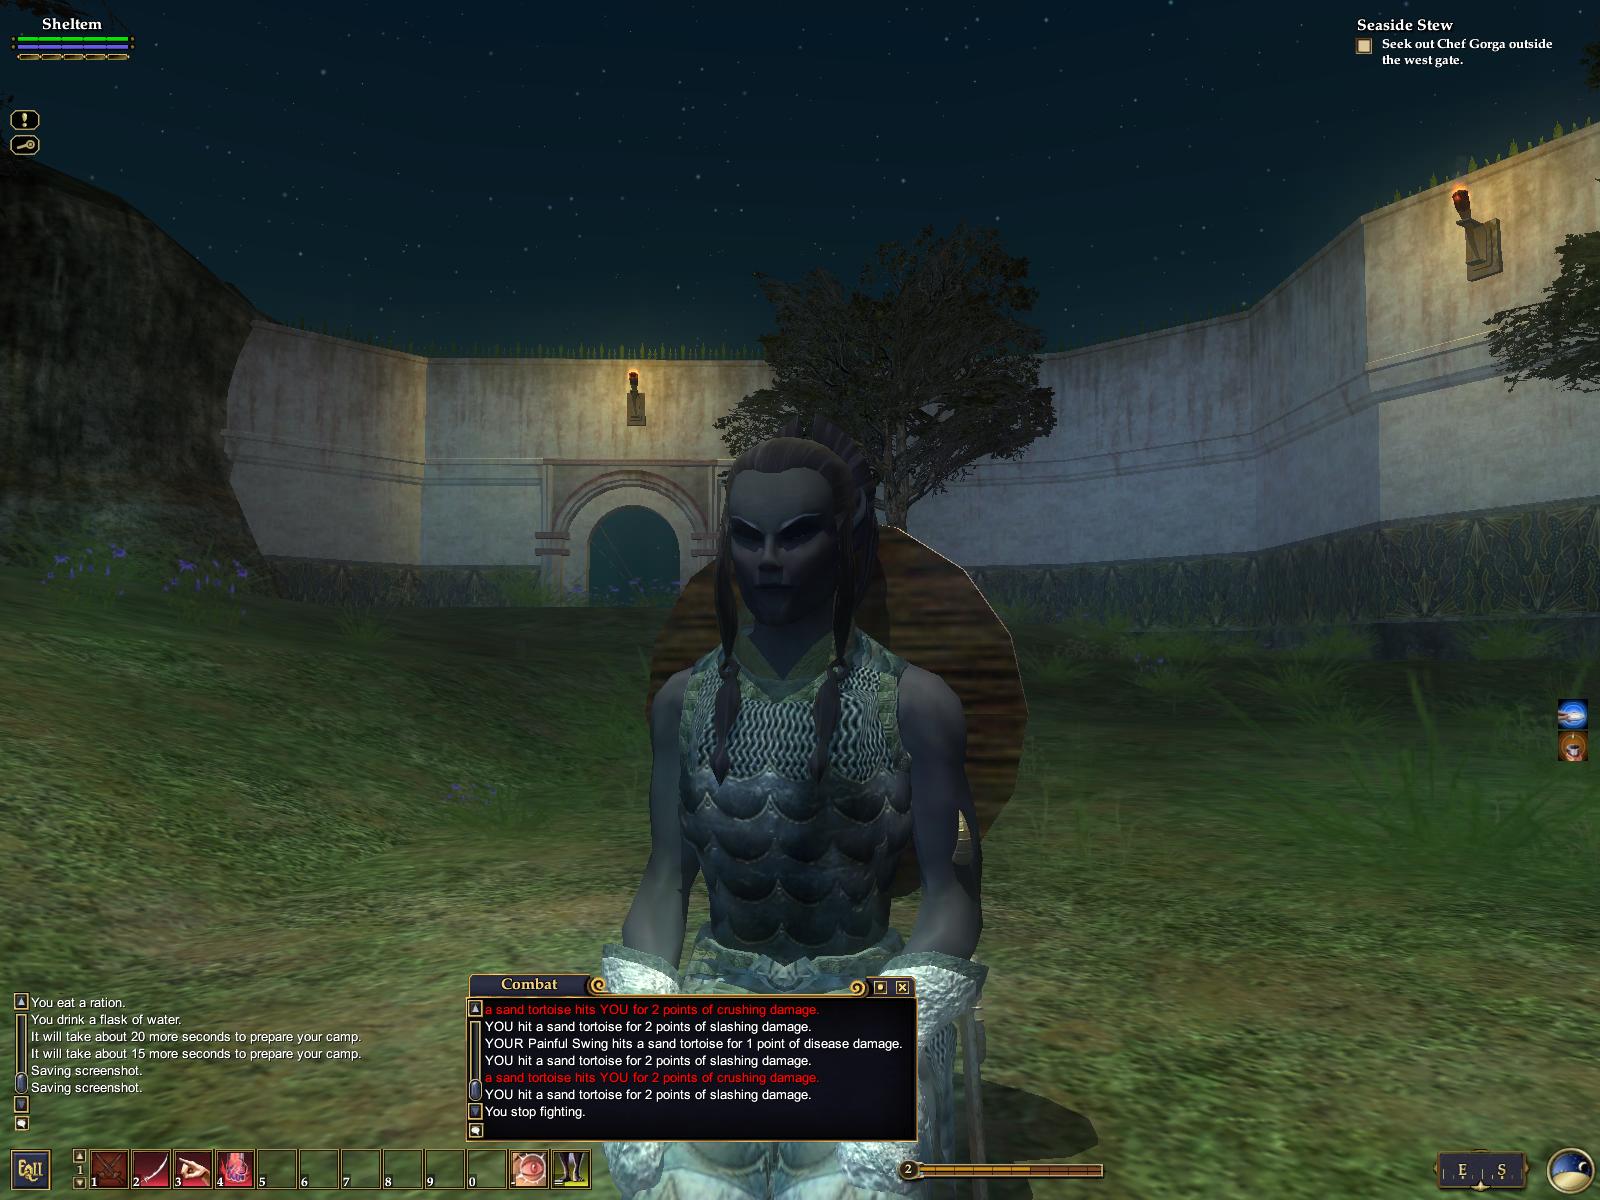 Sheltem
Seaside Stew
Seek out Chef Gorga outside
the west gate.
You eat a ration.
You drink a flask of water.
It will take about 20 more seconds to prepare your camp.
It will take about 15 more seconds to prepare your camp.
Saving screenshot.
Saving screenshot.
Combat
a sand tortoise hits YOU for 2 points of crushing damage.
YOU hit a sand tortoise for 2 points of slashing damage.
YOUR Painful Swing hits a sand tortoise for 1 point of disease damage.
YOU hit a sand tortoise for 2 points of slashing damage.
a sand tortoise hits YOU for 2 points of crushing damage.
YOU hit a sand tortoise for 2 points of slashing damage.
You stop fighting.
EQII
1
1 2 3 4 5 6 7 8 9 0 - =
2
E S